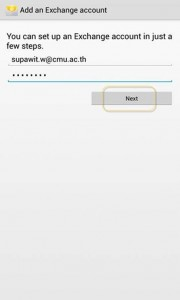 Add an Exchange account
You can set up an Exchange account in just a
few steps.
supawit.w@cmu.ac.th
••••••••
Next